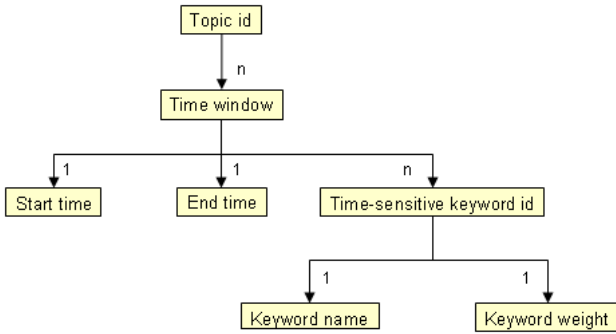 Topic id
n
Time window
1
1
n
Start time
End time
Time-sensitive keyword id
1
1
Keyword name
Keyword weight